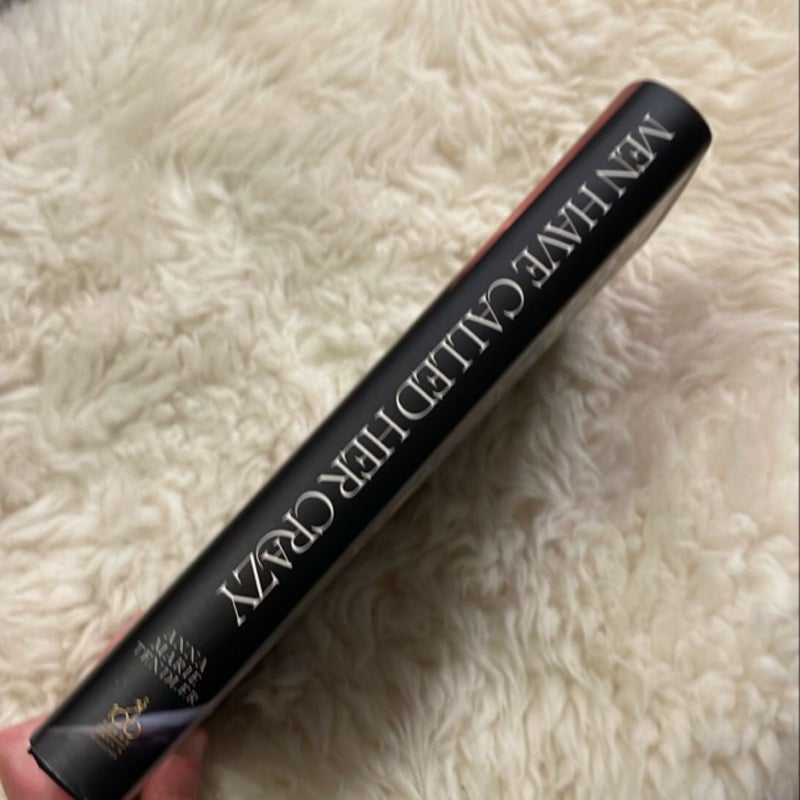 MEN HAVE CALLED HER CRAZY
ANNA
MARIE
TENDLER